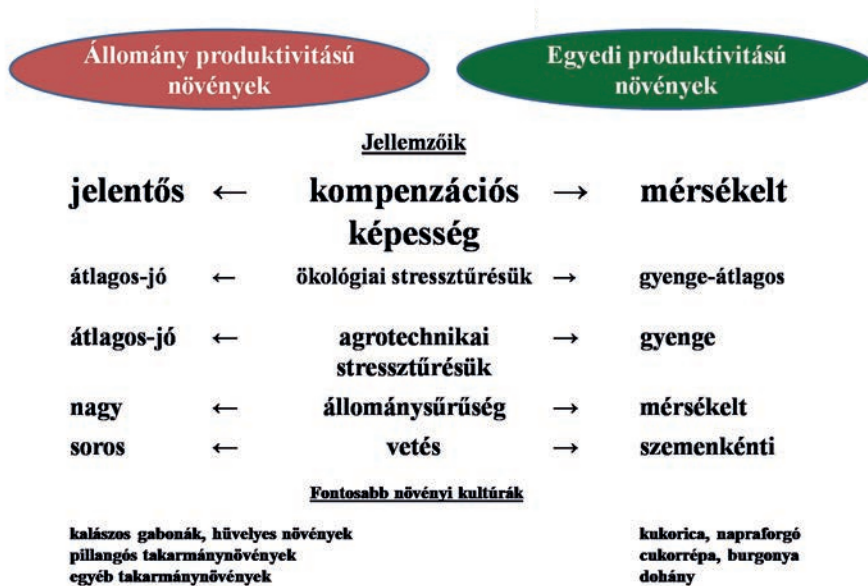 Állomány produktivitású
növények
Egyedi produktivitású
növények
Jellemzőik
jelentős ← kompenzációs → mérsékelt
képesség
átlagos-jó ← ökológiai stressztűrésük → gyenge-átlagos
átlagos-jó ← agrotechnikai → gyenge
stressztűrésük
nagy ← állománysűrűség → mérsékelt
soros ← vetés → szemenkénti
Fontosabb növényi kultúrák
kalászos gabonák, hüvelyes növények
pillangós takarmánynövények
egyéb takarmánynövények
kukorica, napraforgó
cukorrépa, burgonya
dohány